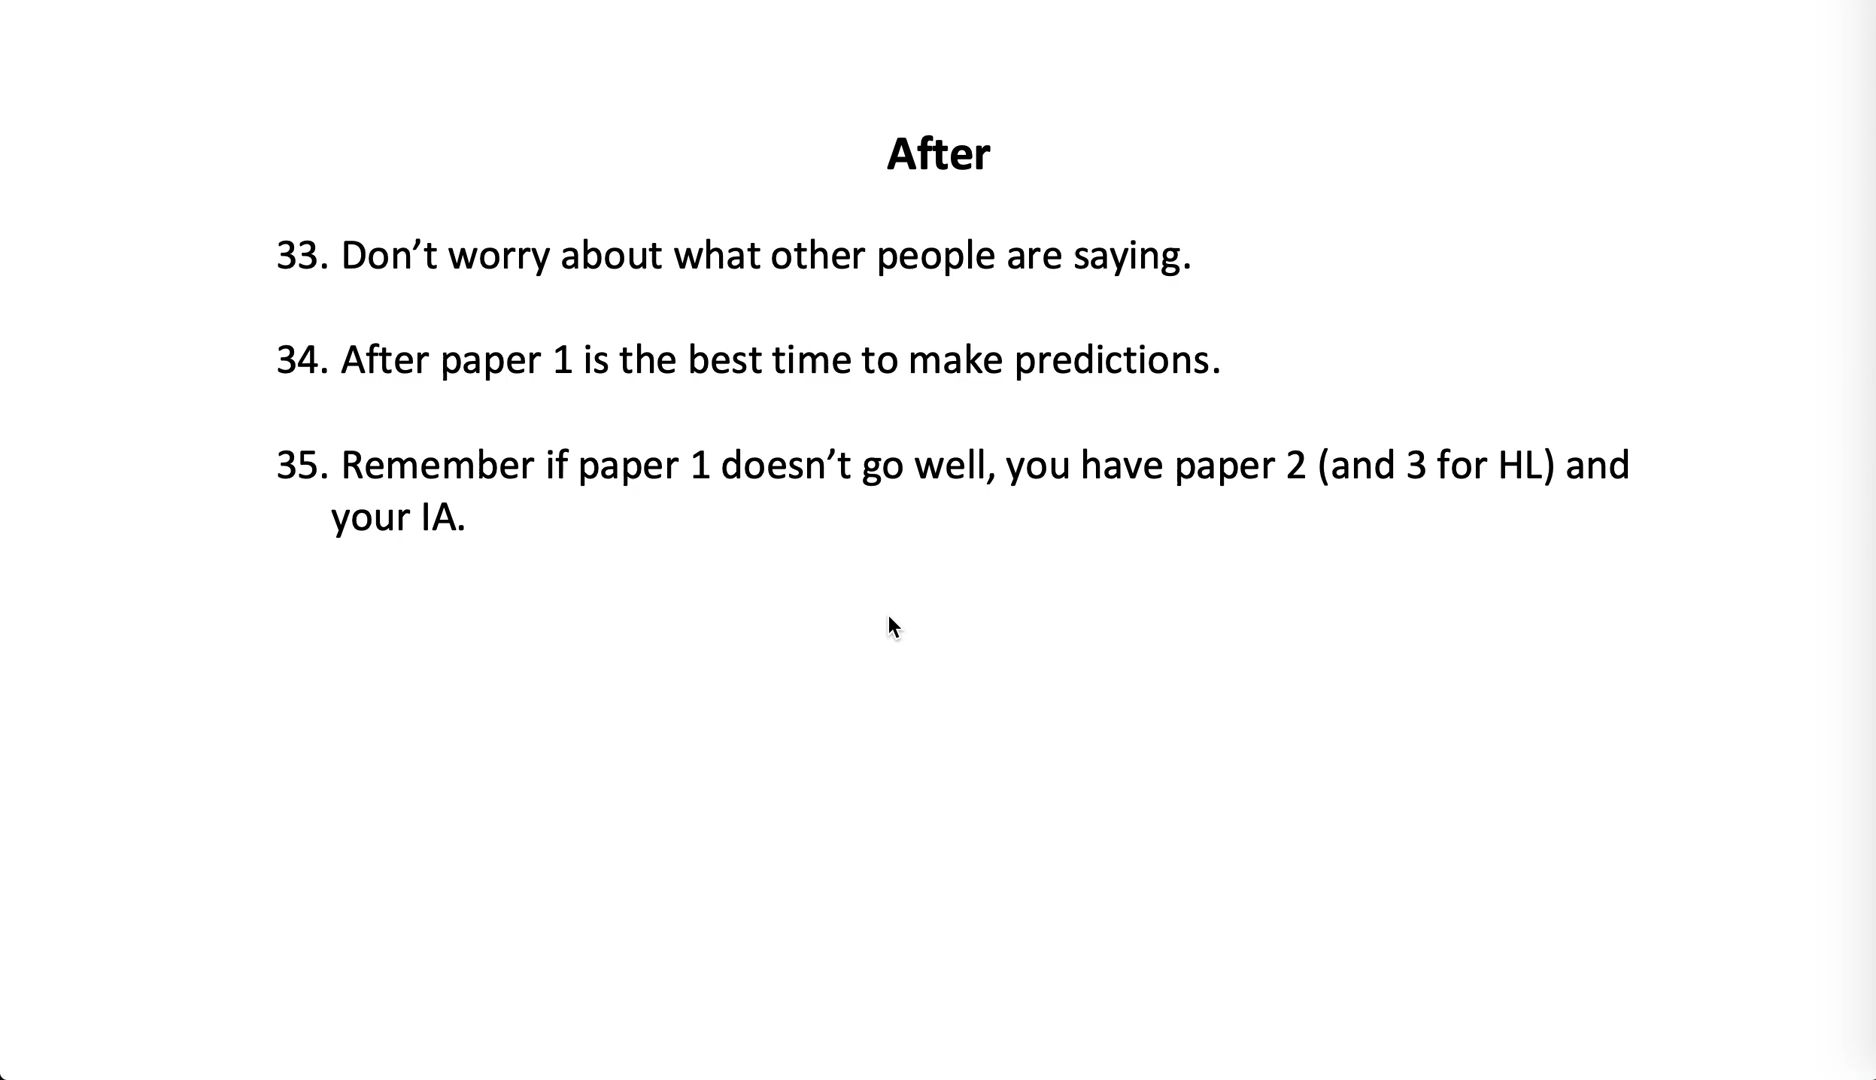 After
33. Don’t worry about what other people are saying.
34. After paper 1 is the best time to make predictions.
35. Remember if paper 1 doesn’t go well, you have paper 2 (and 3 for HL) and
your IA.